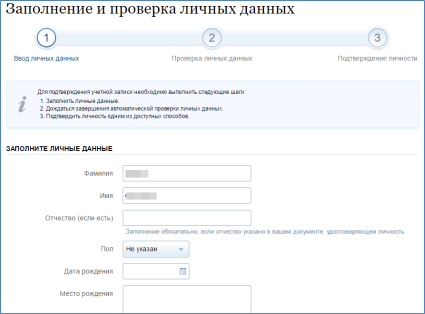 Заполнение и проверка личных данных
1
2
3
Ввод личных данных
Проверка личных данных
Подтверждение личности
Для подтверждения учетной записи необходимо выполнить следующие шаги:
1. Заполнить личные данные.
2. Дождаться завершения автоматической проверки личных данных.
3. Подтвердить личность одним из доступных способов.
ЗАПОЛНИТЕ ЛИЧНЫЕ ДАННЫЕ
Фамилия
Имя
Отчество (если есть)
Заполнение обязательно, если отчество указано в вашем документе, удостоверяющем личность
Пол
Не указан
Дата рождения
Место рождения